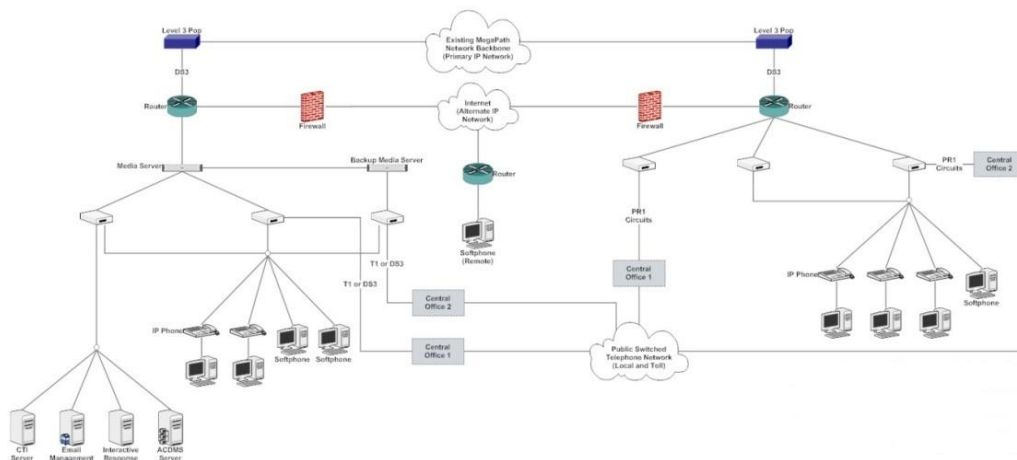 Level 3 Pop
Existing MegaPath
Network Backbone
(Primary IP Network)
Level 3 Pop
DS3
DS3
Router
Firewall
Internet
(Alternate IP
Network)
Firewall
Router
Media Server
Backup Media Server
Router
PR1
Circuits
Central
Office 2
Softphone
(Remote)
PR1
Circuits
T1 or DS3
T1 or DS3
Central
Office 1
IP Phone
Softphone
Central
Office 2
IP Phone
Softphone
Softphone
Central
Office 1
Public Switched
Telephone Network
(Local and Toll)
CTI
Server
Email
Management
Interactive
Response
ACDMS
Server